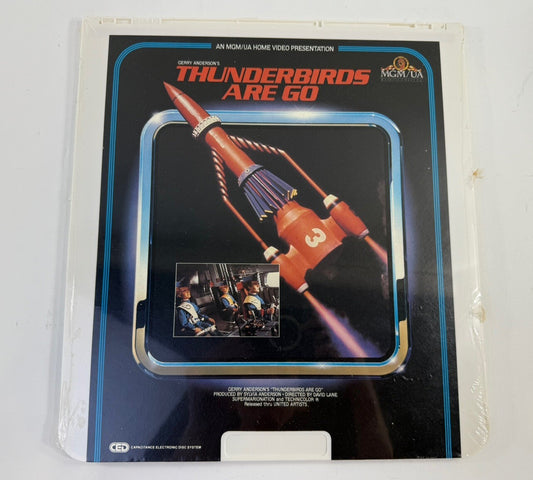 AN MGM/UA HOME VIDEO PRESENTATION
GERRY ANDERSON'S
THUNDERBIRDS
ARE GO
MGM/UA
3
GERRY ANDERSON'S "THUNDERBIRDS ARE GO"
PRODUCED BY SYLVIA ANDERSON • DIRECTED BY DAVID LANE
SUPERMARIONATION and TECHNICOLOR ®
Released thru UNITED ARTISTS
CED CAPACITANCE ELECTRONIC DISC SYSTEM